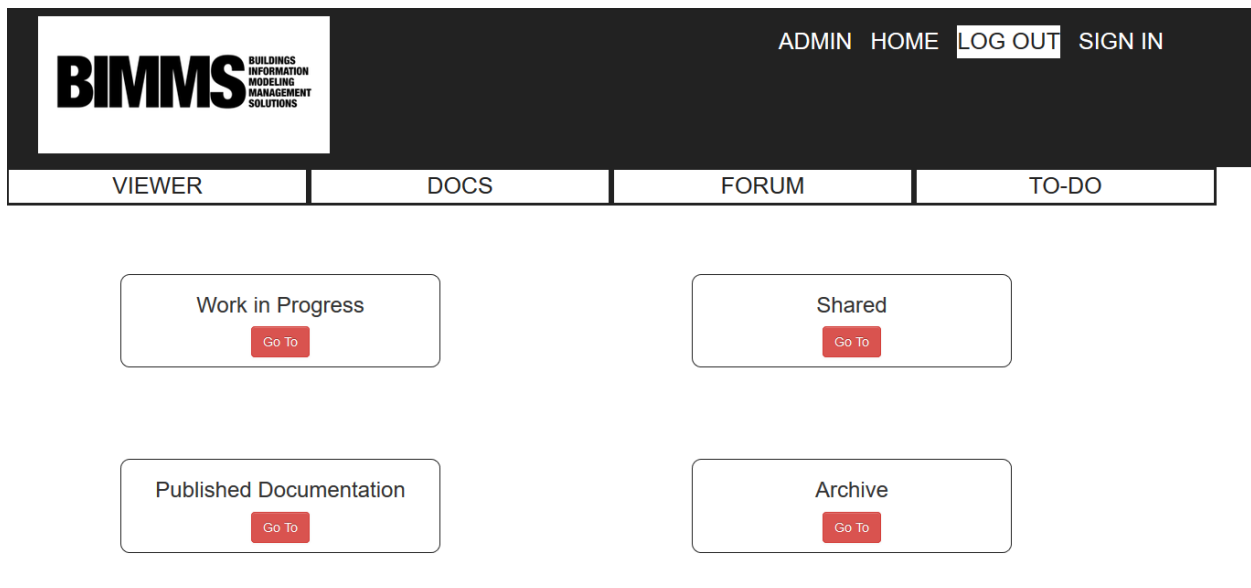 BIMMS
BUILDINGS
INFORMATION
MODELING
MANAGEMENT
SOLUTIONS
ADMIN HOME LOG OUT SIGN IN
VIEWER DOCS FORUM TO-DO
Work in Progress
Go To
Shared
Go To
Published Documentation
Go To
Archive
Go To